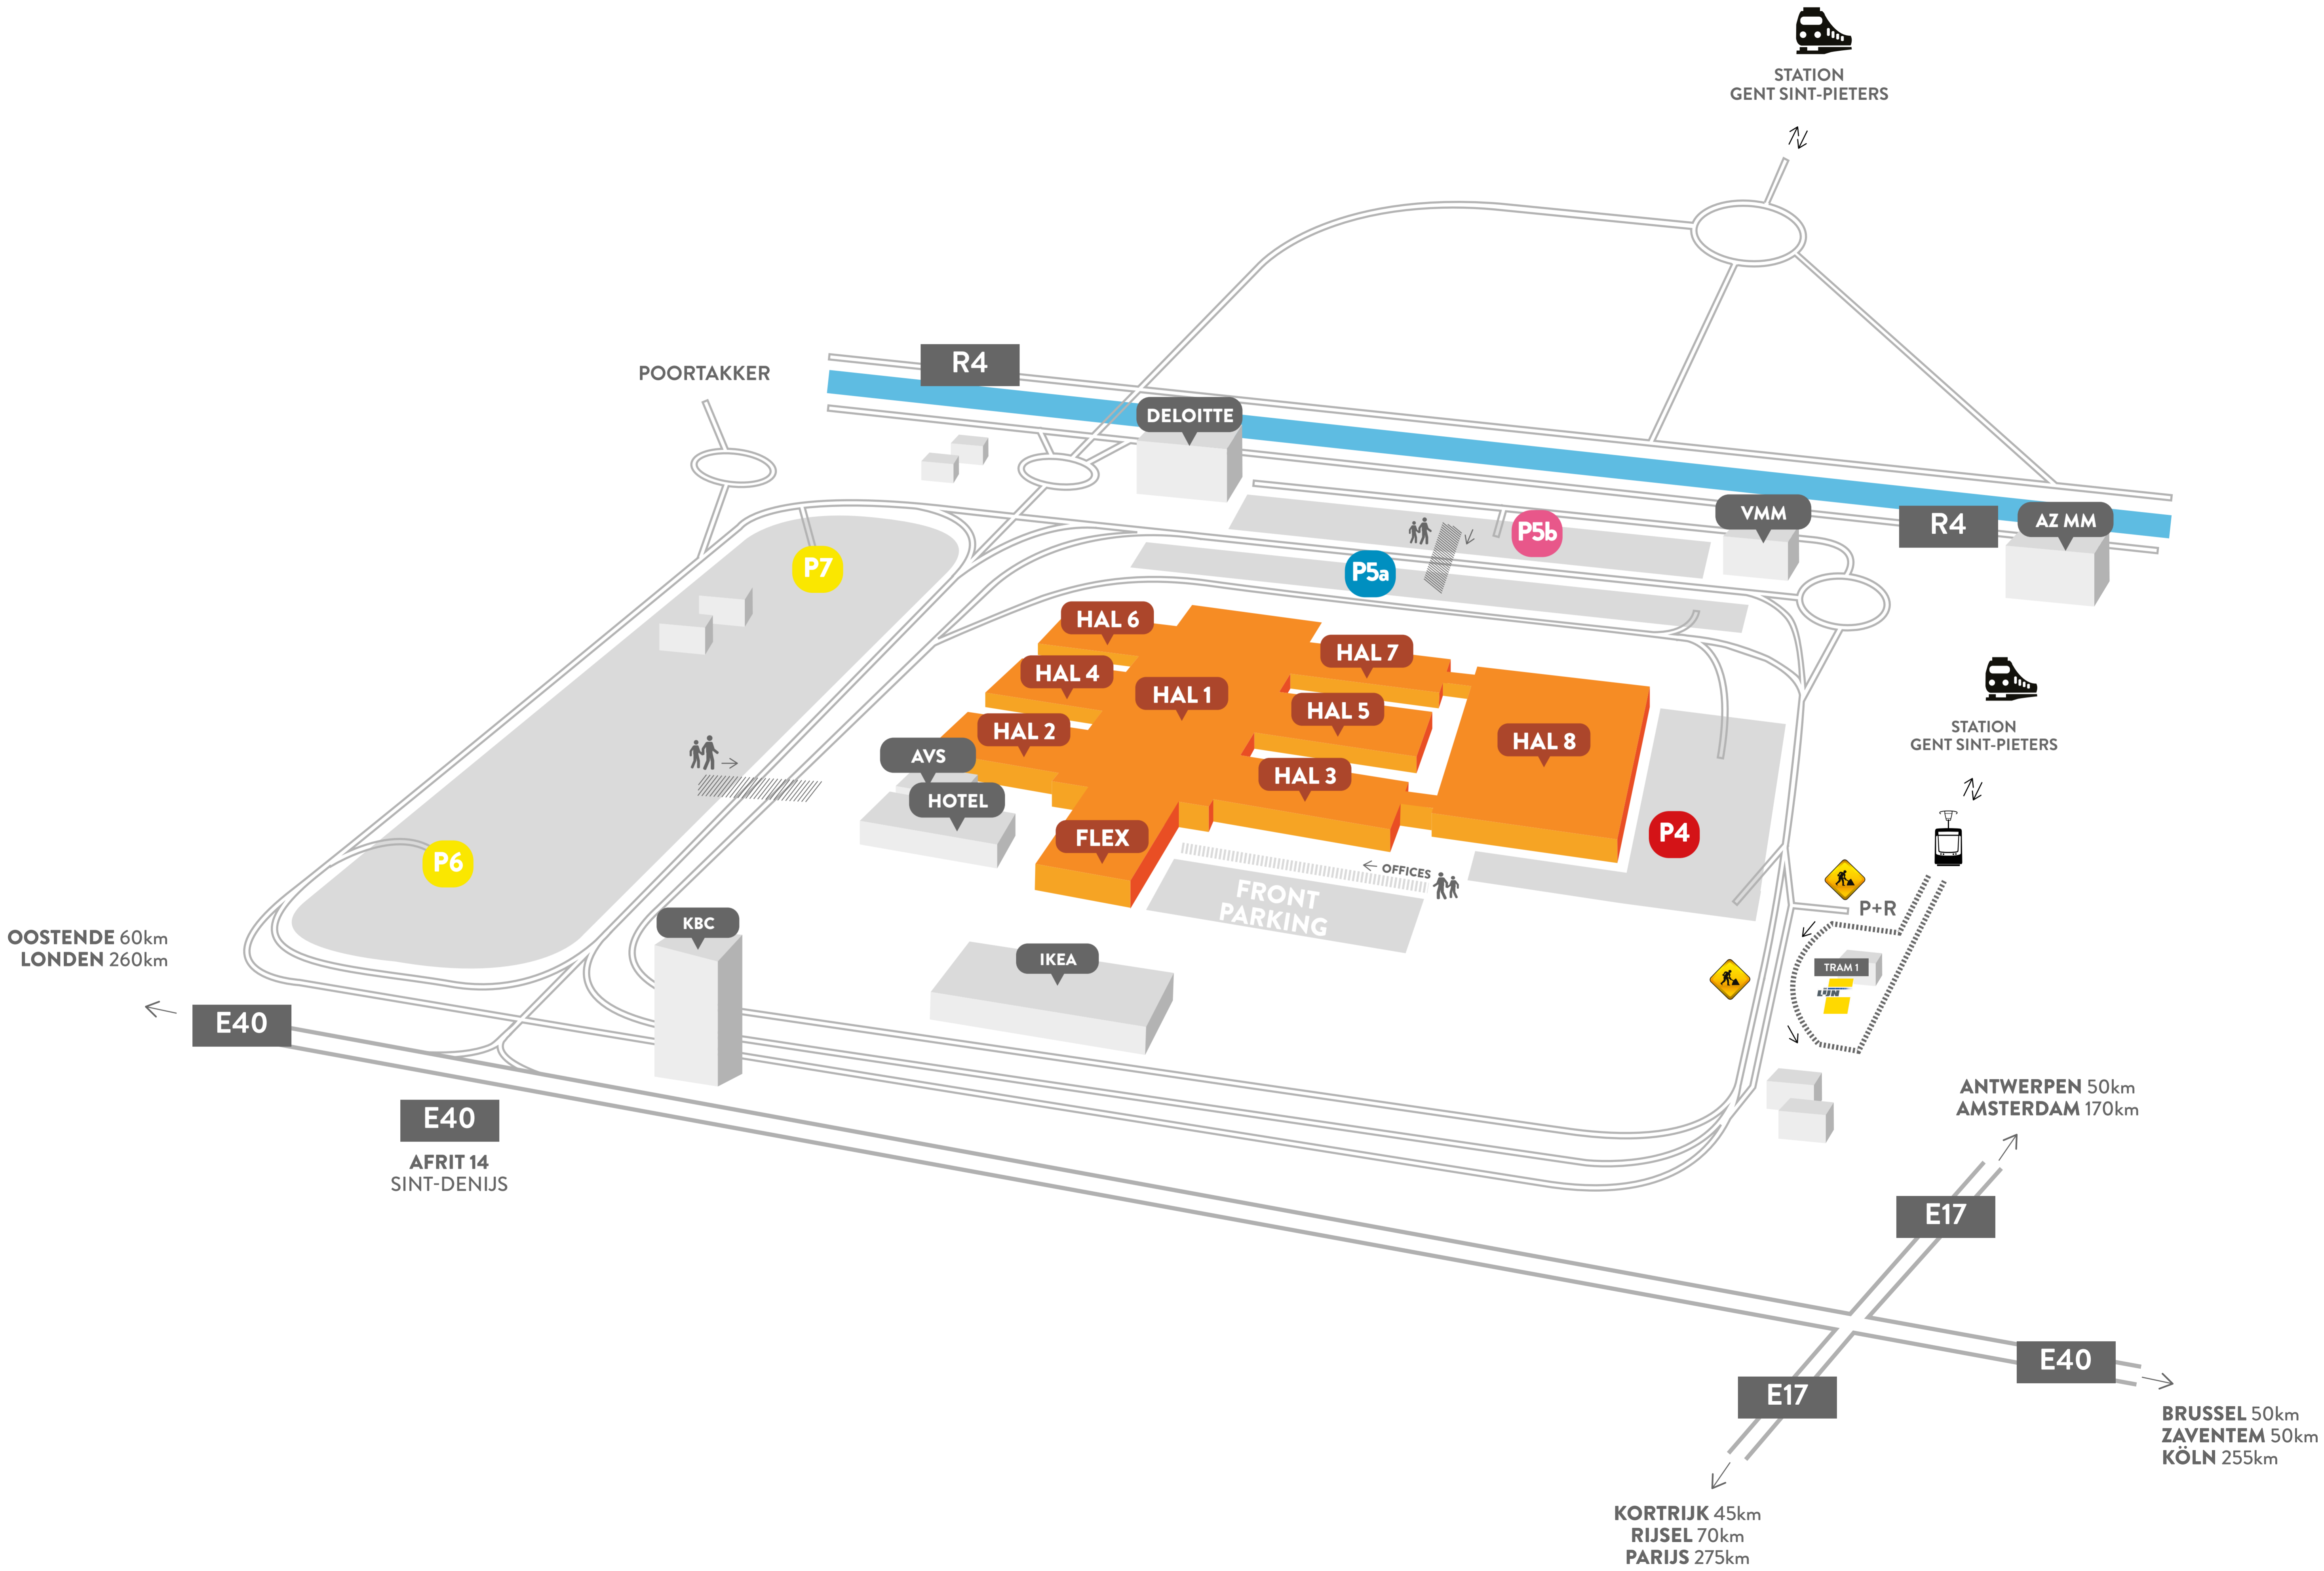 STATION
GENT SINT-PIETERS
R4
POORTAKKER
DELOITTE
VMM
R4
AZ MM
P5b
P5a
P7
HAL 6
HAL 7
HAL 4
HAL 1
HAL 5
HAL 2
HAL 8
AVS
HAL 3
HOTEL
FLEX
P4
P6
STATION
GENT SINT-PIETERS
← OFFICES
FRONT
PARKING
P+R
KBC
IKEA
TRAM 1
LIJN
OOSTENDE 60km
LONDEN 260km
E40
E40
AFRIT 14
SINT-DENIJS
ANTWERPEN 50km
AMSTERDAM 170km
E17
E40
E17
BRUSSEL 50km
ZAVENTEM 50km
KÖLN 255km
KORTRIJK 45km
RIJSEL 70km
PARIJS 275km